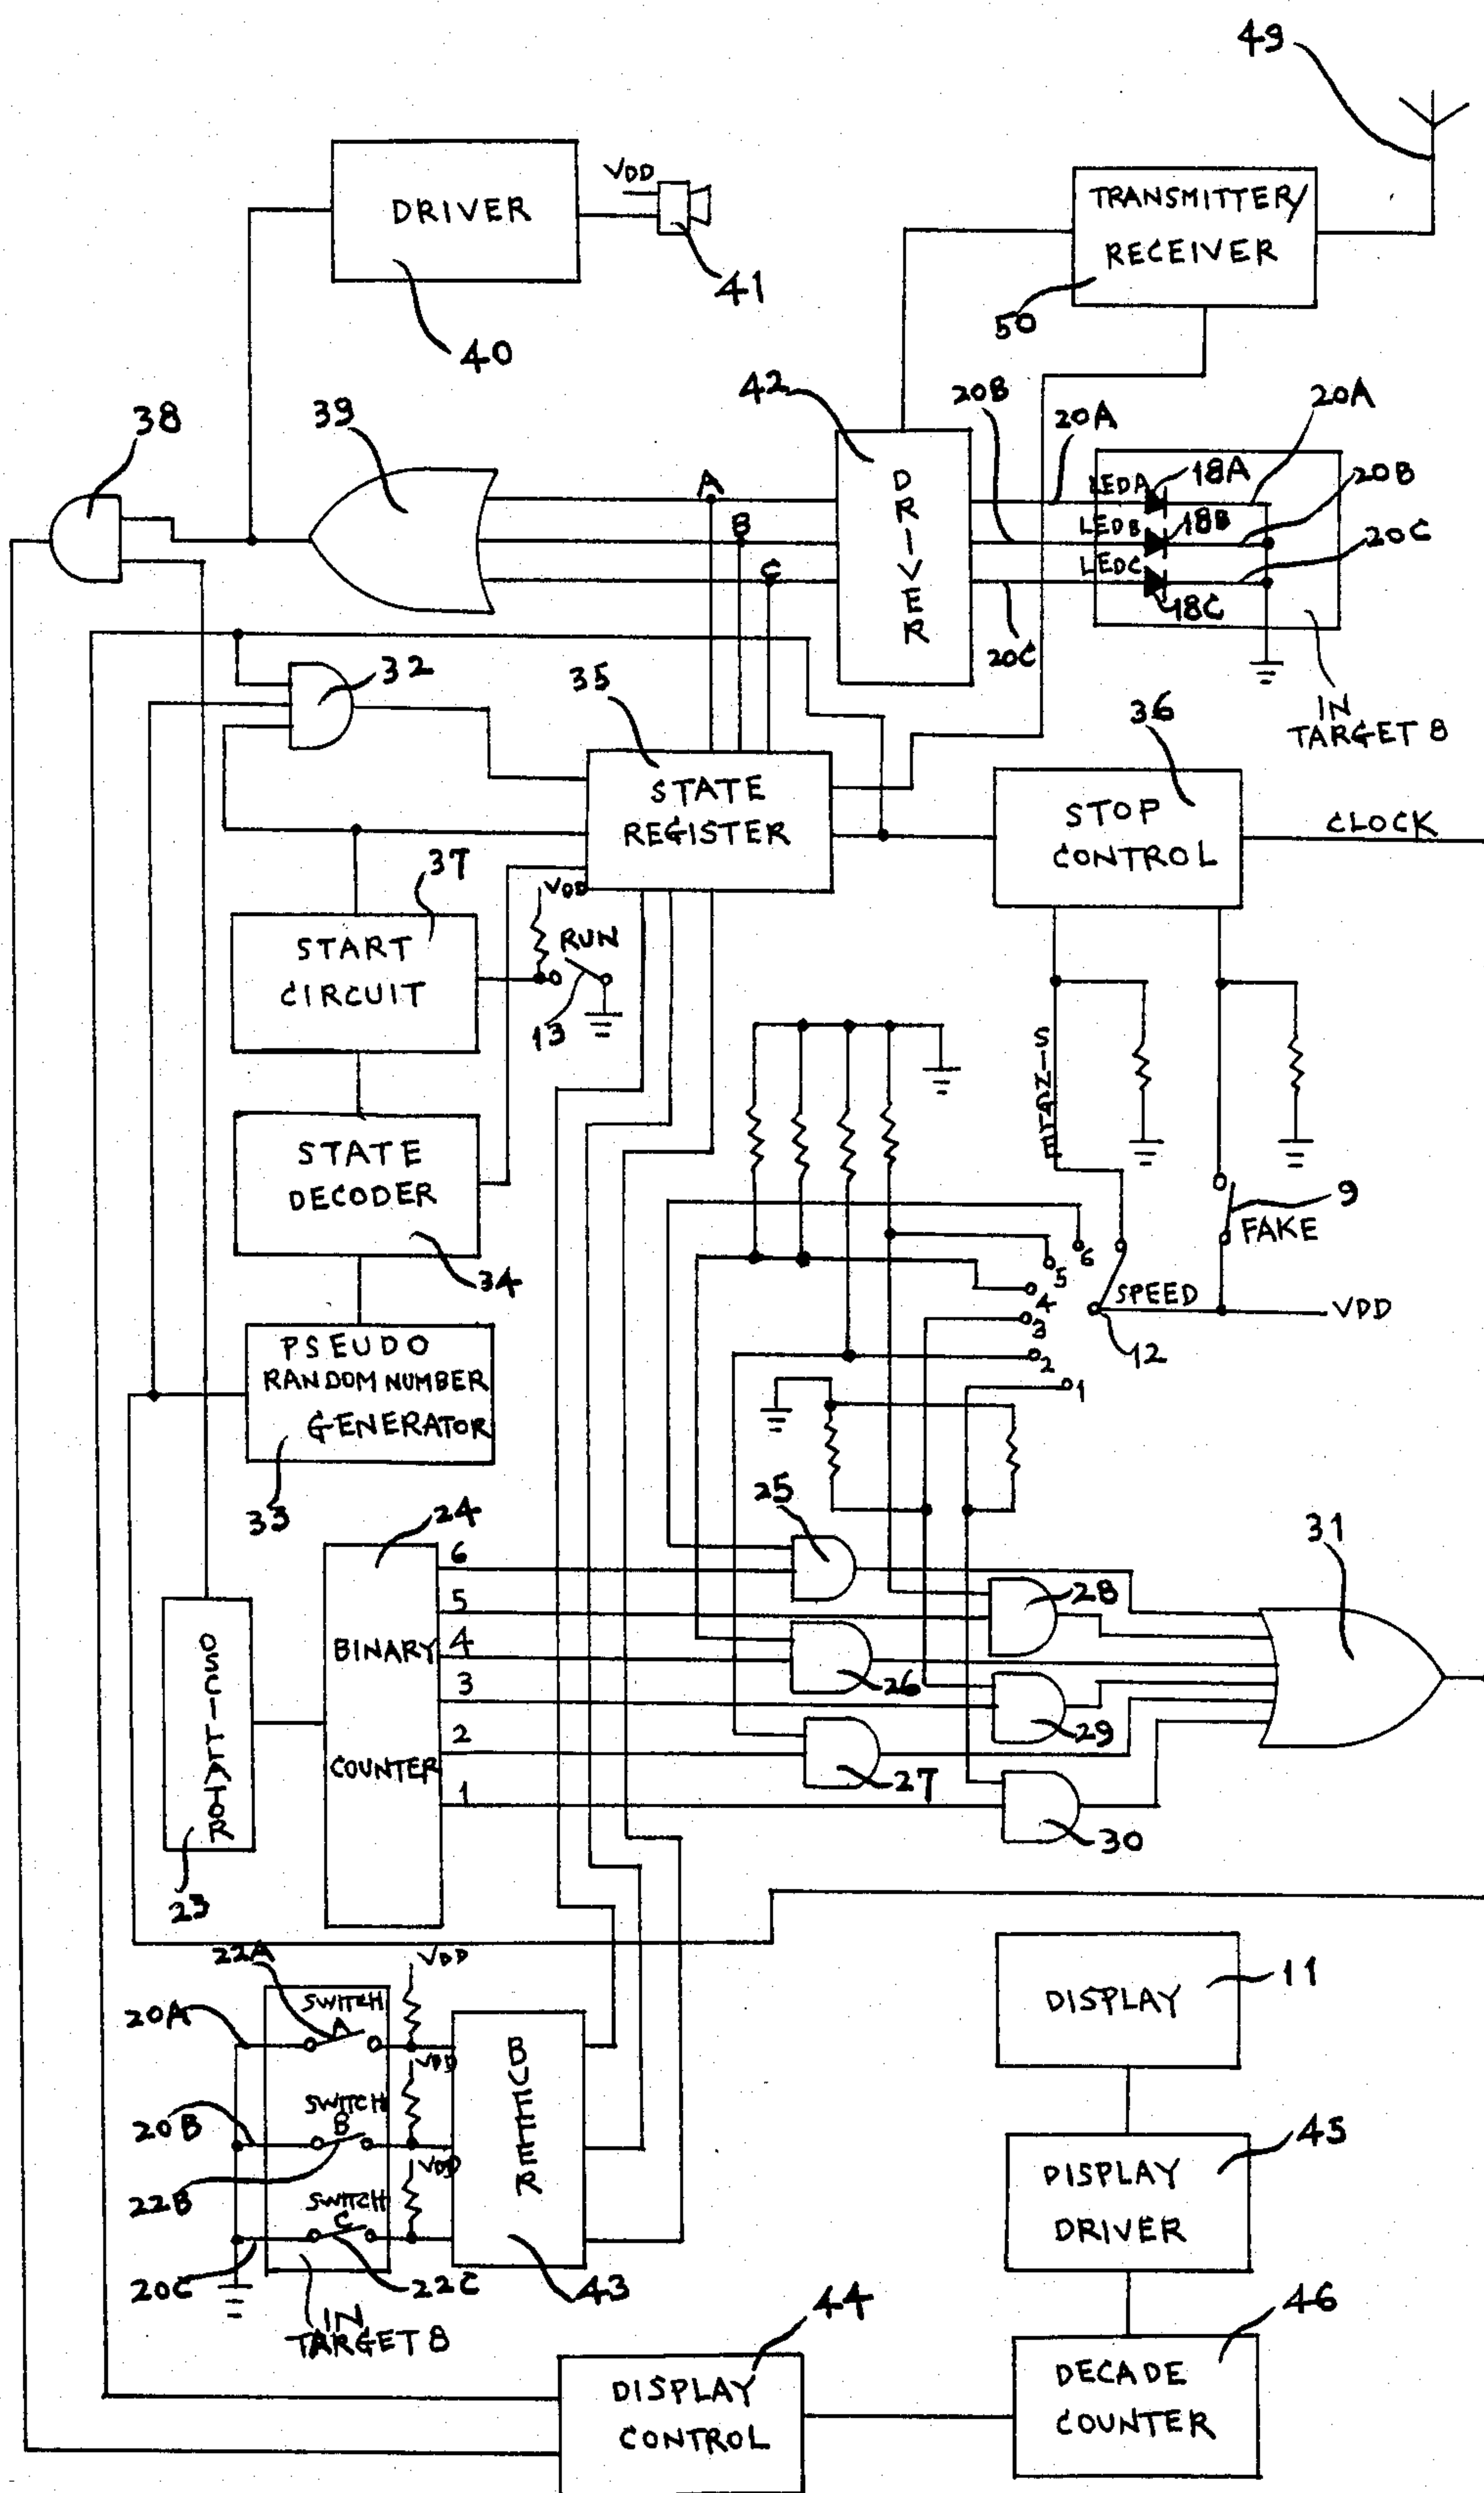 49
DRIVER
VDD
41
40
TRANSMITTER/
RECEIVER
50
38
39
42
20B
20A
20A
LEDA
18A
20B
LEDB
18B
20C
LEDC
18C
A
B
C
DRIVER
20C
IN
TARGET 8
32
35
STATE
REGISTER
36
STOP
CONTROL
CLOCK
37
START
CIRCUIT
VDD
RUN
13
SINGLE
STATE
DECODER
34
9
FAKE
6
5
4
3
2
1
SPEED
VDD
12
PSEUDO
RANDOM NUMBER
GENERATOR
33
24
25
31
6
5
4
3
2
1
BINARY
COUNTER
28
26
29
27
30
OSCILLATOR
23
22A
VDD
20A
SWITCH
A
VDD
20B
SWITCH
B
22B
VDD
SWITCH
C
20C
22C
IN
TARGET 8
BUFFER
43
DISPLAY
11
DISPLAY
DRIVER
45
44
46
DISPLAY
CONTROL
DECADE
COUNTER